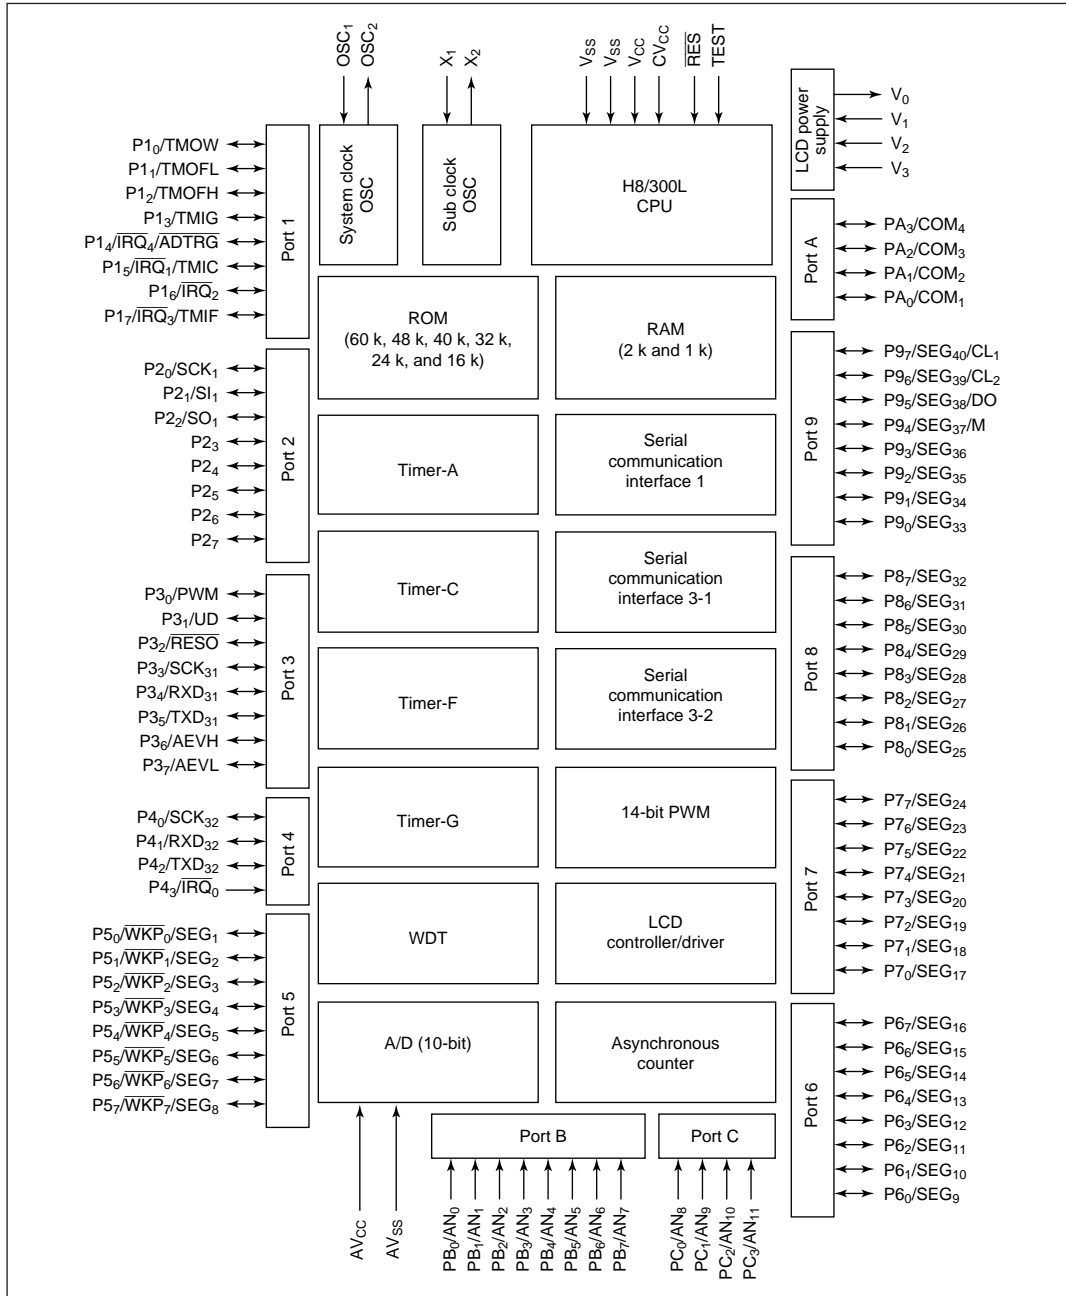 OSC1
OSC2
X1
X2
VSS
VSS
VCC
CVCC
RES
TEST
System clock
OSC
Sub clock
OSC
H8/300L
CPU
LCD power
supply
V0
V1
V2
V3
P10/TMOW
P11/TMOFL
P12/TMOFH
P13/TMIG
P14/IRQ4/ADTRG
P15/IRQ1/TMIC
P16/IRQ2
P17/IRQ3/TMIF
Port 1
Port A
PA3/COM4
PA2/COM3
PA1/COM2
PA0/COM1
ROM
(60 k, 48 k, 40 k, 32 k,
24 k, and 16 k)
RAM
(2 k and 1 k)
P20/SCK1
P21/SI1
P22/SO1
P23
P24
P25
P26
P27
Port 2
Port 9
P97/SEG40/CL1
P96/SEG39/CL2
P95/SEG38/DO
P94/SEG37/M
P93/SEG36
P92/SEG35
P91/SEG34
P90/SEG33
Timer-A
Serial
communication
interface 1
Timer-C
Serial
communication
interface 3-1
P30/PWM
P31/UD
P32/RESO
P33/SCK31
P34/RXD31
P35/TXD31
P36/AEVH
P37/AEVL
Port 3
Port 8
P87/SEG32
P86/SEG31
P85/SEG30
P84/SEG29
P83/SEG28
P82/SEG27
P81/SEG26
P80/SEG25
Timer-F
Serial
communication
interface 3-2
Timer-G
14-bit PWM
P40/SCK32
P41/RXD32
P42/TXD32
P43/IRQ0
Port 4
Port 7
P77/SEG24
P76/SEG23
P75/SEG22
P74/SEG21
P73/SEG20
P72/SEG19
P71/SEG18
P70/SEG17
WDT
LCD
controller/driver
P50/WKP0/SEG1
P51/WKP1/SEG2
P52/WKP2/SEG3
P53/WKP3/SEG4
P54/WKP4/SEG5
P55/WKP5/SEG6
P56/WKP6/SEG7
P57/WKP7/SEG8
Port 5
A/D (10-bit)
Asynchronous
counter
Port 6
P67/SEG16
P66/SEG15
P65/SEG14
P64/SEG13
P63/SEG12
P62/SEG11
P61/SEG10
P60/SEG9
Port B
Port C
AVCC
AVSS
PB0/AN0
PB1/AN1
PB2/AN2
PB3/AN3
PB4/AN4
PB5/AN5
PB6/AN6
PB7/AN7
PC0/AN8
PC1/AN9
PC2/AN10
PC3/AN11